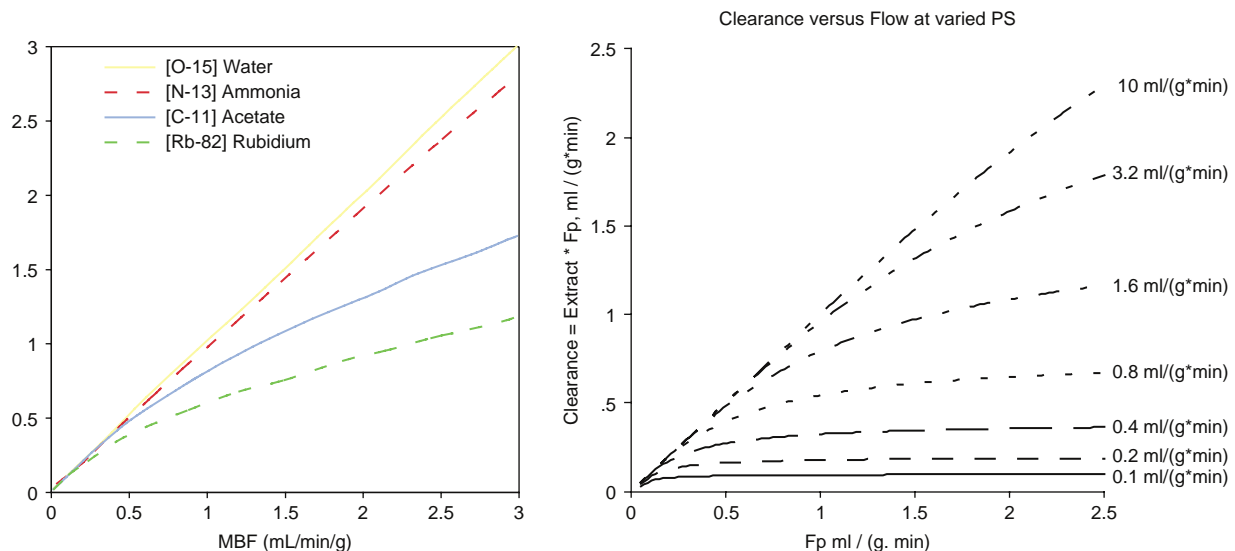 3
2.5
2
1.5
1
0.5
0
0
0.5
1
1.5
2
2.5
3
[O-15] Water
[N-13] Ammonia
[C-11] Acetate
[Rb-82] Rubidium
MBF (mL/min/g)
Clearance versus Flow at varied PS
2.5
2
1.5
1
.5
0
0
.5
1
1.5
2
2.5
Clearance = Extract * Fp, ml / (g*min)
10 ml/(g*min)
3.2 ml/(g*min)
1.6 ml/(g*min)
0.8 ml/(g*min)
0.4 ml/(g*min)
0.2 ml/(g*min)
0.1 ml/(g*min)
Fp ml / (g. min)